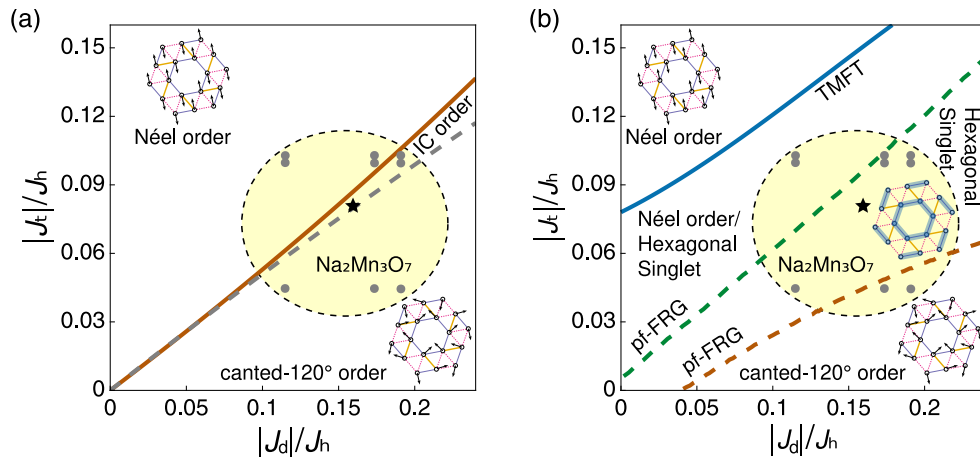 (a)
0.15
0.12
0.09
0.06
0.03
0
|Jt|/Jh
Néel order
IC order
Na₂Mn₃O₇
canted-120° order
0
0.05
0.1
0.15
0.2
|Jd|/Jh
(b)
0.15
0.12
0.09
0.06
0.03
0
|Jt|/Jh
Néel order
TMFT
Hexagonal
Singlet
Néel order/
Hexagonal
Singlet
Na₂Mn₃O₇
pf-FRG
pf-FRG
canted-120° order
0
0.05
0.1
0.15
0.2
|Jd|/Jh